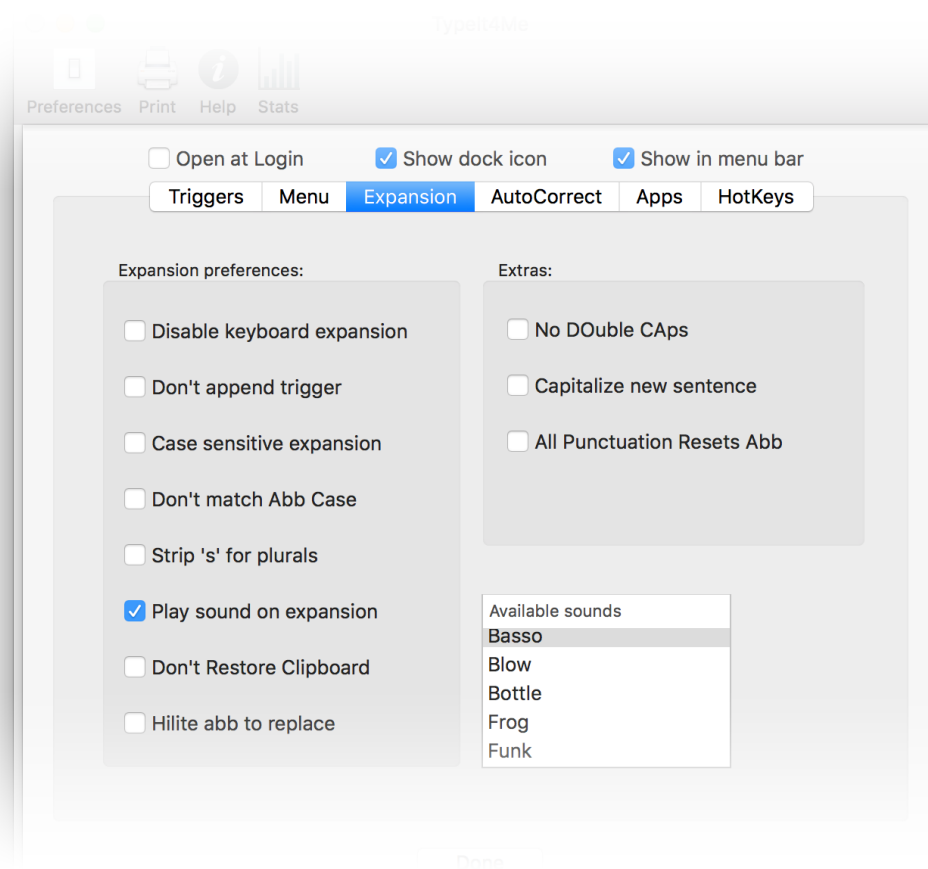 TypeIt4Me
Preferences Print Help Stats
Open at Login Show dock icon Show in menu bar
Triggers Menu Expansion AutoCorrect Apps HotKeys
Expansion preferences:
Disable keyboard expansion
Don't append trigger
Case sensitive expansion
Don't match Abb Case
Strip 's' for plurals
Play sound on expansion
Don't Restore Clipboard
Hilite abb to replace
Extras:
No DOuble CAps
Capitalize new sentence
All Punctuation Resets Abb
Available sounds
Basso
Blow
Bottle
Frog
Funk
Done